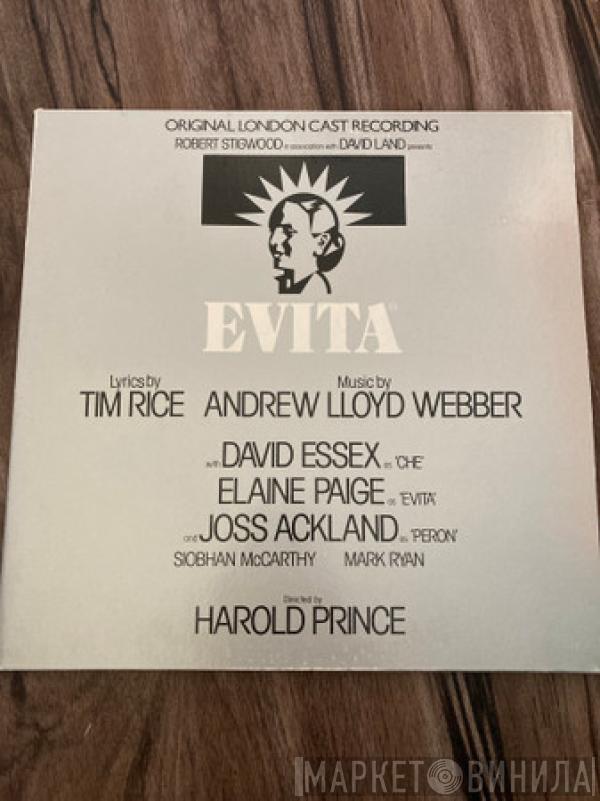 ORIGINAL LONDON CAST RECORDING
ROBERT STIGWOOD in association with DAVID LAND presents
EVITA®
Lyrics by Music by
TIM RICE ANDREW LLOYD WEBBER
with DAVID ESSEX as 'CHE'
ELAINE PAIGE as 'EVITA'
and JOSS ACKLAND as 'PERON'
SIOBHAN McCARTHY MARK RYAN
Directed by
HAROLD PRINCE
МАРКЕТ ВИНИЛА